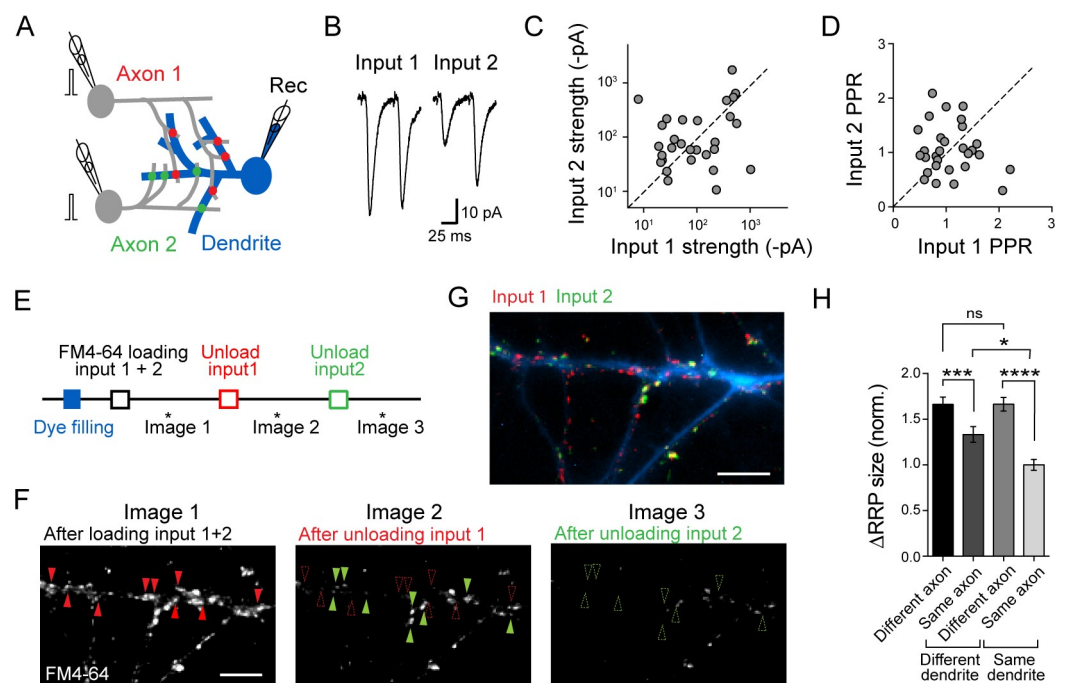 A
Axon 1
Rec
Axon 2
Dendrite
B
Input 1 Input 2
10 pA
25 ms
C
Input 2 strength (-pA)
10³
10²
10¹
10¹ 10² 10³
Input 1 strength (-pA)
D
Input 2 PPR
3
2
1
0
0 1 2 3
Input 1 PPR
E
FM4-64 loading
input 1 + 2
Unload
input1
Unload
input2
Dye filling
* * *
Image 1 Image 2 Image 3
F
Image 1
After loading input 1+2
FM4-64
Image 2
After unloading input 1
Image 3
After unloading input 2
G
Input 1 Input 2
H
ns
*
*** ****
ΔRRP size (norm.)
2.0
1.5
1.0
0.5
0.0
Different axon
Same axon
Different axon
Same axon
Different
dendrite
Same
dendrite